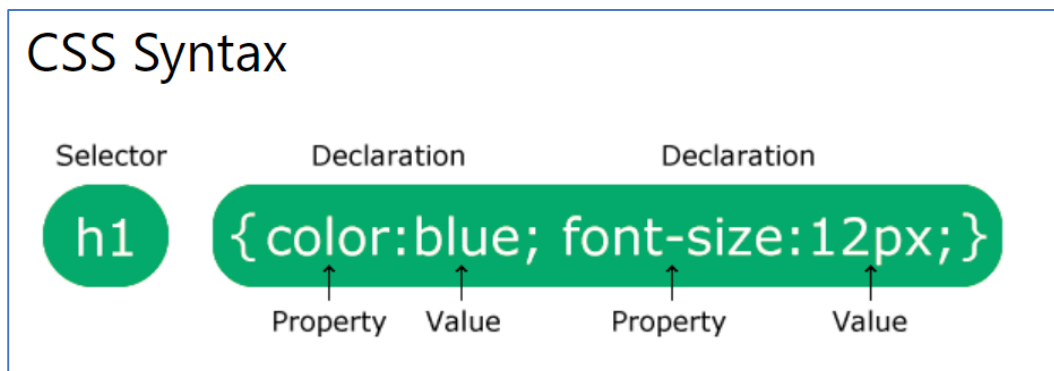 CSS Syntax
Selector Declaration Declaration
h1 {color:blue; font-size:12px;}
Property Value Property Value